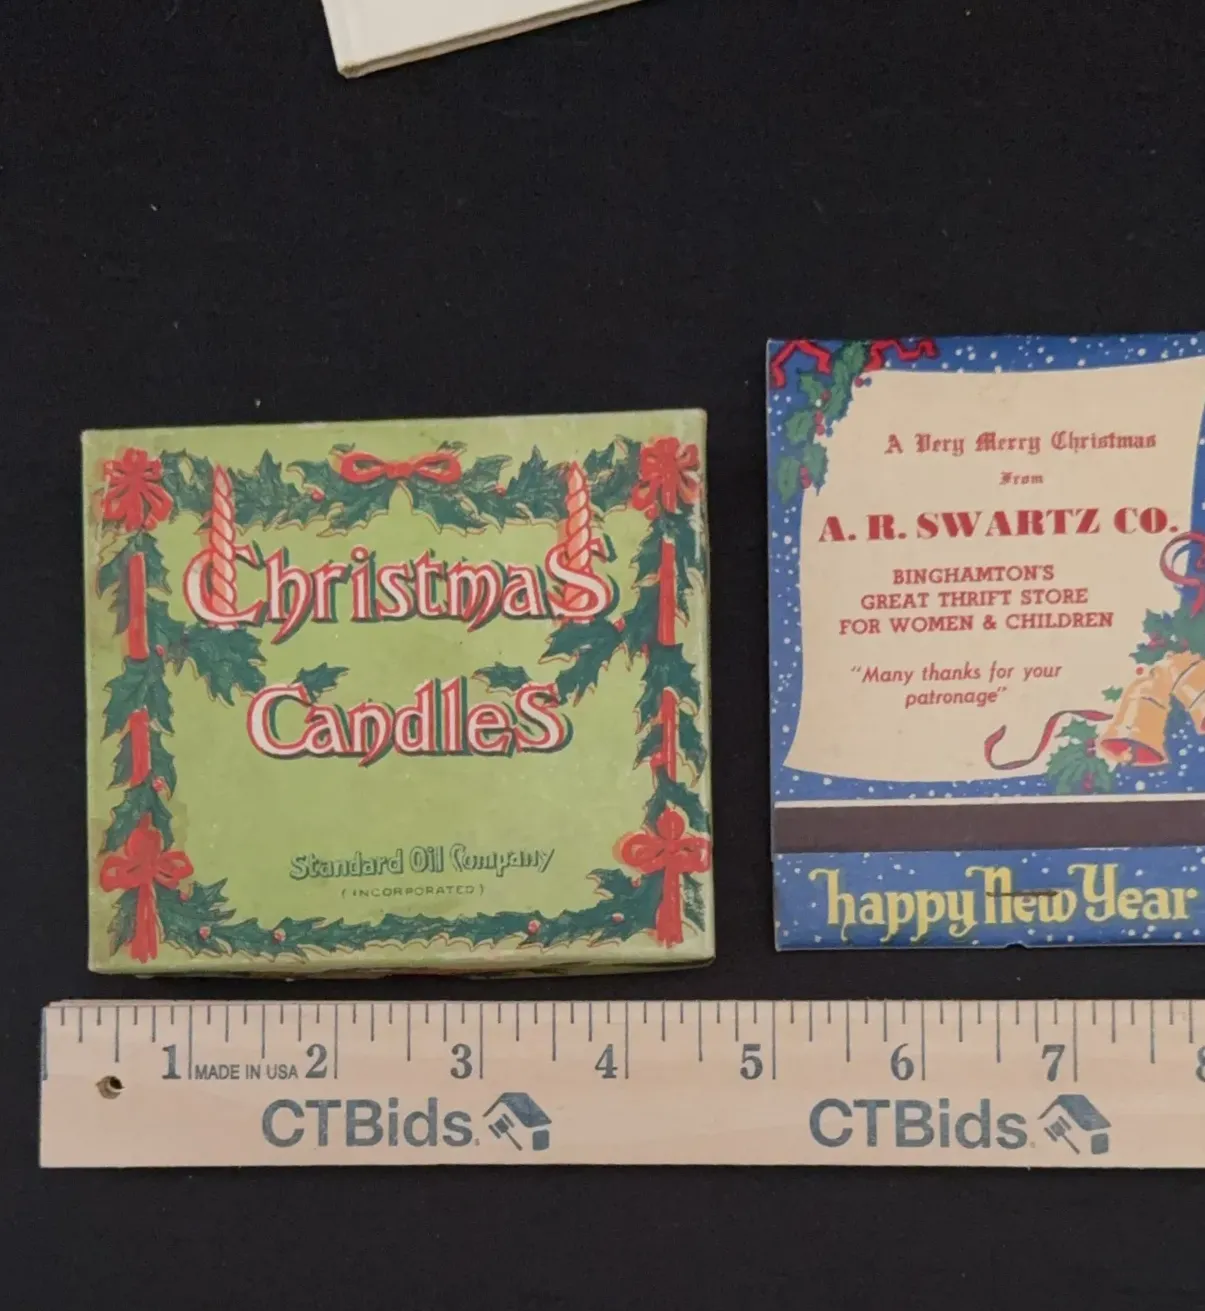 Christmas
Candles
Standard Oil Company
(INCORPORATED)
A Very Merry Christmas
From
A. R. SWARTZ CO.
BINGHAMTON'S
GREAT THRIFT STORE
FOR WOMEN & CHILDREN
"Many thanks for your
patronage"
happy New Year
1 MADE IN USA 2 3 4 5 6 7 8
CTBids. CTBids.